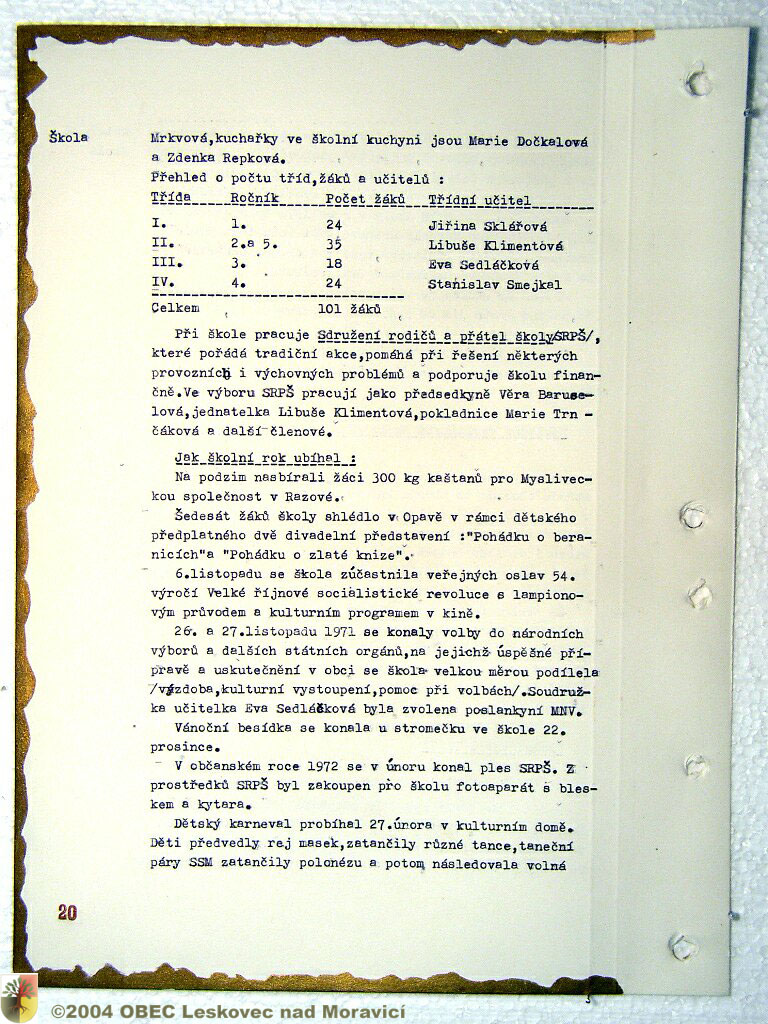 Škola
Mrkvová,kuchařky ve školní kuchyni jsou Marie Dočkalová
a Zdenka Repková.
Přehled o počtu tříd,žáků a učitelů :
Třída Ročník Počet žáků Třídní učitel
I. 1. 24 Jiřina Sklářová
II. 2.a 5. 35 Libuše Klimentová
III. 3. 18 Eva Sedláčková
IV. 4. 24 Stanislav Smejkal
Celkem 101 žáků
Při škole pracuje Sdružení rodičů a přátel školy/SRPŠ/,
které pořádá tradiční akce,pomáhá při řešení některých
provozních i výchovných problémů a podporuje školu finan-
čně.Ve výboru SRPŠ pracují jako předsedkyně Věra Baruse-
lová,jednatelka Libuše Klimentová,pokladnice Marie Trn -
čáková a další členové.
Jak školní rok ubíhal :
Na podzim nasbírali žáci 300 kg kaštanů pro Myslivec-
kou společnost v Razové.
Šedesát žáků školy shlédlo v Opavě v rámci dětského
předplatného dvě divadelní představení :"Pohádku o bera-
nicích"a "Pohádku o zlaté knize".
6.listopadu se škola zúčastnila veřejných oslav 54.
výročí Velké říjnové socialistické revoluce s lampiono-
vým průvodem a kulturním programem v kině.
26. a 27.listopadu 1971 se konaly volby do národních
výborů a dalších státních orgánů,na jejichž úspěšné pří-
pravě a uskutečnění v obci se škola velkou měrou podílela
/výzdoba,kulturní vystoupení,pomoc při volbách/.Soudruž-
ka učitelka Eva Sedláčková byla zvolena poslankyní MNV.
Vánoční besídka se konala u stromečku ve škole 22.
prosince.
V občanském roce 1972 se v únoru konal ples SRPŠ. Z
prostředků SRPŠ byl zakoupen pro školu fotoaparát s bles-
kem a kytara.
Dětský karneval probíhal 27.února v kulturním domě.
Děti předvedly rej masek,zatančily různé tance,taneční
páry SSM zatančily polonézu a potom následovala volná
20
©2004 OBEC Leskovec nad Moravicí